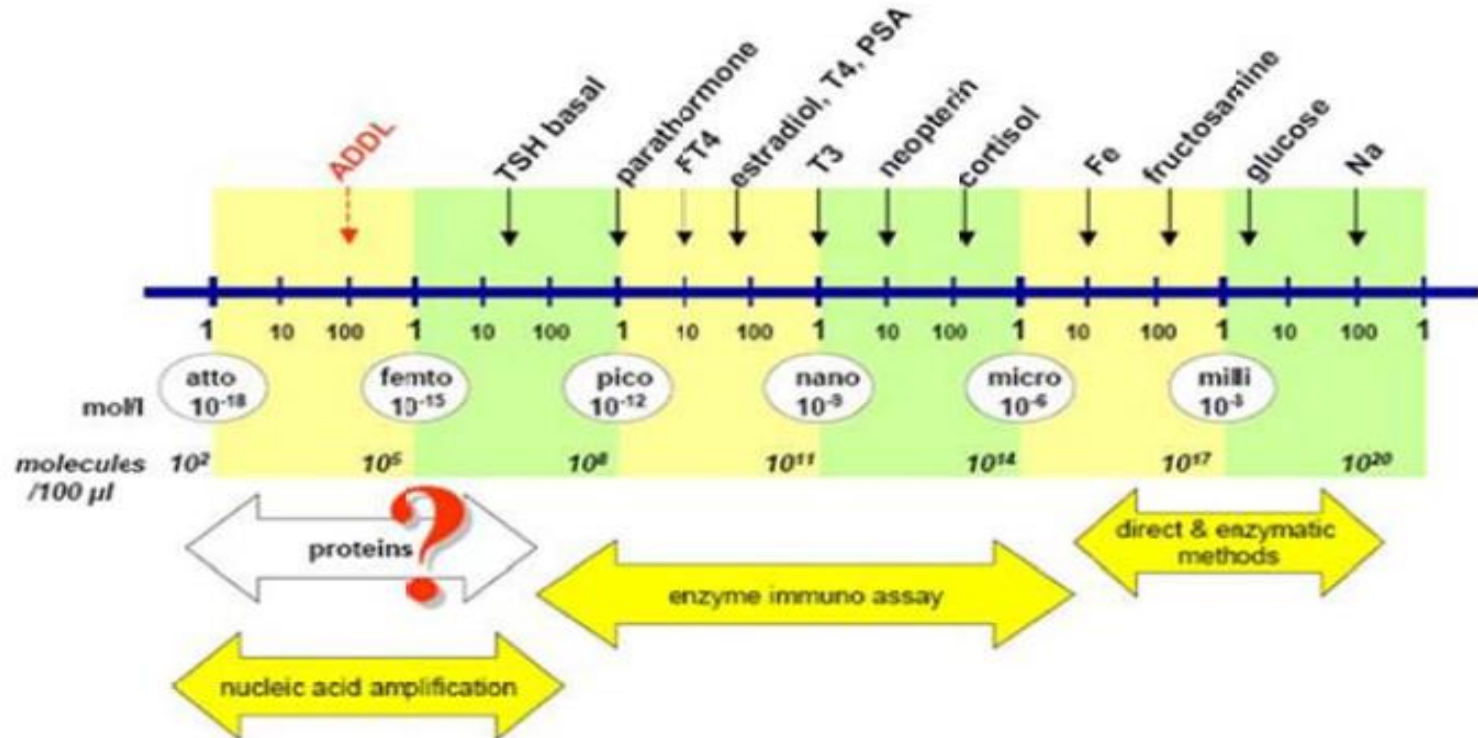 ADDL
TSH basal
parathormone
FT4
estradiol, T4, PSA
T3
neopterin
cortisol
Fe
fructosamine
glucose
Na
1 10 100 1 10 100 1 10 100 1 10 100 1 10 100 1 10 100 1
atto femto pico nano micro milli
mol/l 10⁻¹⁸ 10⁻¹⁵ 10⁻¹² 10⁻⁹ 10⁻⁶ 10⁻³
molecules 10² 10⁵ 10⁸ 10¹¹ 10¹⁴ 10¹⁷ 10²⁰
/100 µl
proteins ?
direct & enzymatic
methods
enzyme immuno assay
nucleic acid amplification